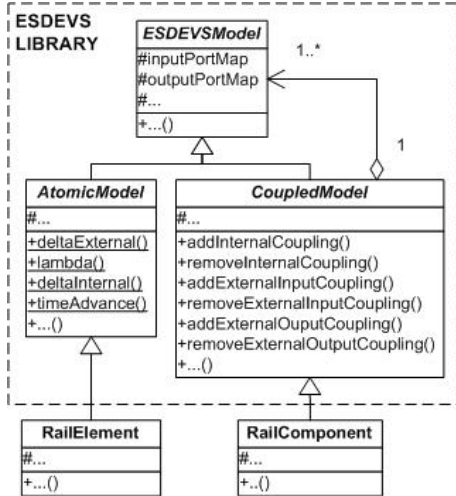 ESDEVS
LIBRARY
ESDEVSModel
#inputPortMap
#outputPortMap
#...
+...()
1..*
1
AtomicModel
#...
+deltaExternal()
+lambda()
+deltaInternal()
+timeAdvance()
+...()
CoupledModel
#...
+addInternalCoupling()
+removeInternalCoupling()
+addExternalInputCoupling()
+removeExternalInputCoupling()
+addExternalOuputCoupling()
+removeExternalOutputCoupling()
+...()
RailElement
#...
+...()
RailComponent
#...
+..()